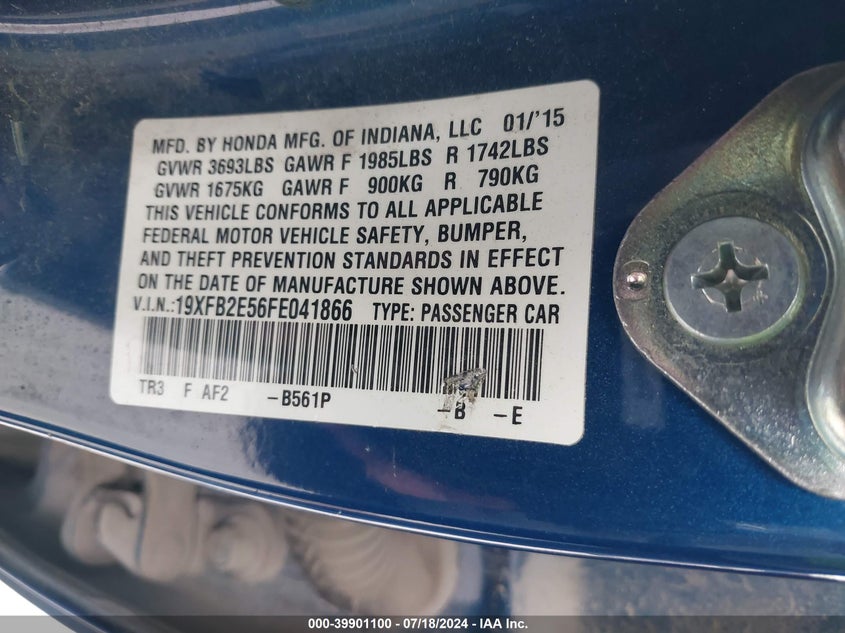 MFD. BY HONDA MFG. OF INDIANA, LLC 01/'15
GVWR 3693LBS GAWR F 1985LBS R 1742LBS
GVWR 1675KG GAWR F 900KG R 790KG
THIS VEHICLE CONFORMS TO ALL APPLICABLE
FEDERAL MOTOR VEHICLE SAFETY, BUMPER,
AND THEFT PREVENTION STANDARDS IN EFFECT
ON THE DATE OF MANUFACTURE SHOWN ABOVE.
V.I.N.:19XFB2E56FE041866 TYPE: PASSENGER CAR
TR3 F AF2 -B561P -B -E
000-39901100 - 07/18/2024 - IAA Inc.